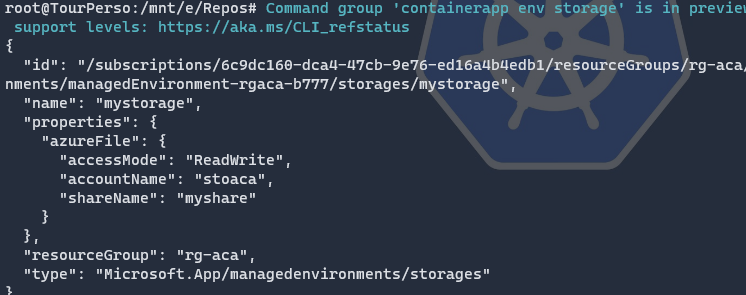 root@TourPerso:/mnt/e/Repos# Command group 'containerapp env storage' is in preview
 support levels: https://aka.ms/CLI_refstatus
{
  "id": "/subscriptions/6c9dc160-dca4-47cb-9e76-ed16a4b4edb1/resourceGroups/rg-aca/
nments/managedEnvironment-rgaca-b777/storages/mystorage",
  "name": "mystorage",
  "properties": {
    "azureFile": {
      "accessMode": "ReadWrite",
      "accountName": "stoaca",
      "shareName": "myshare"
    }
  },
  "resourceGroup": "rg-aca",
  "type": "Microsoft.App/managedenvironments/storages"
}